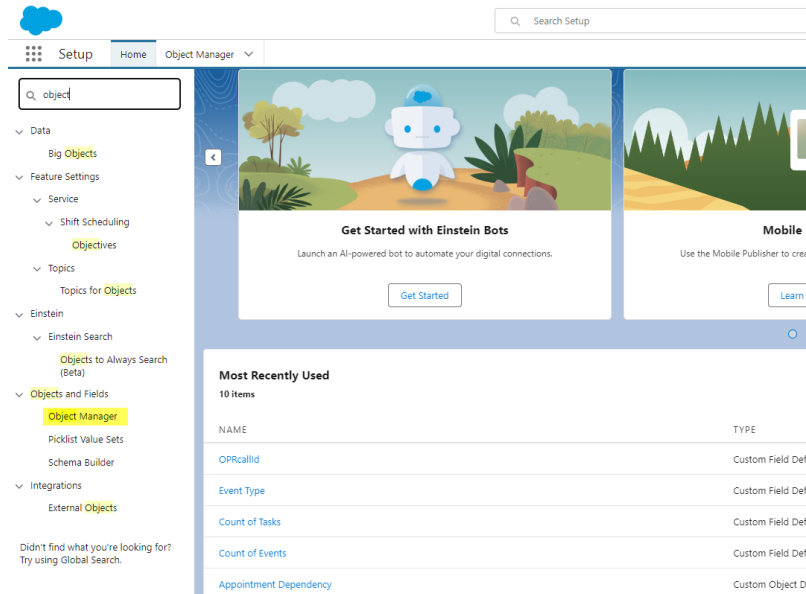 Search Setup
Setup
Home
Object Manager
object
Data
Big Objects
Feature Settings
Service
Shift Scheduling
Objectives
Topics
Topics for Objects
Einstein
Einstein Search
Objects to Always Search
(Beta)
Objects and Fields
Object Manager
Picklist Value Sets
Schema Builder
Integrations
External Objects
Didn't find what you're looking for?
Try using Global Search.
Get Started with Einstein Bots
Launch an AI-powered bot to automate your digital connections.
Get Started
Mobile
Use the Mobile Publisher to crea
Learn
Most Recently Used
10 items
NAME TYPE
OPRcallId Custom Field Def
Event Type Custom Field Def
Count of Tasks Custom Field Def
Count of Events Custom Field Def
Appointment Dependency Custom Object D